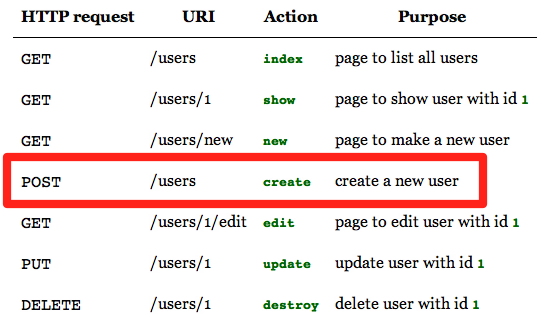 HTTP request URI Action Purpose
GET /users index page to list all users
GET /users/1 show page to show user with id 1
GET /users/new new page to make a new user
POST /users create create a new user
GET /users/1/edit edit page to edit user with id 1
PUT /users/1 update update user with id 1
DELETE /users/1 destroy delete user with id 1